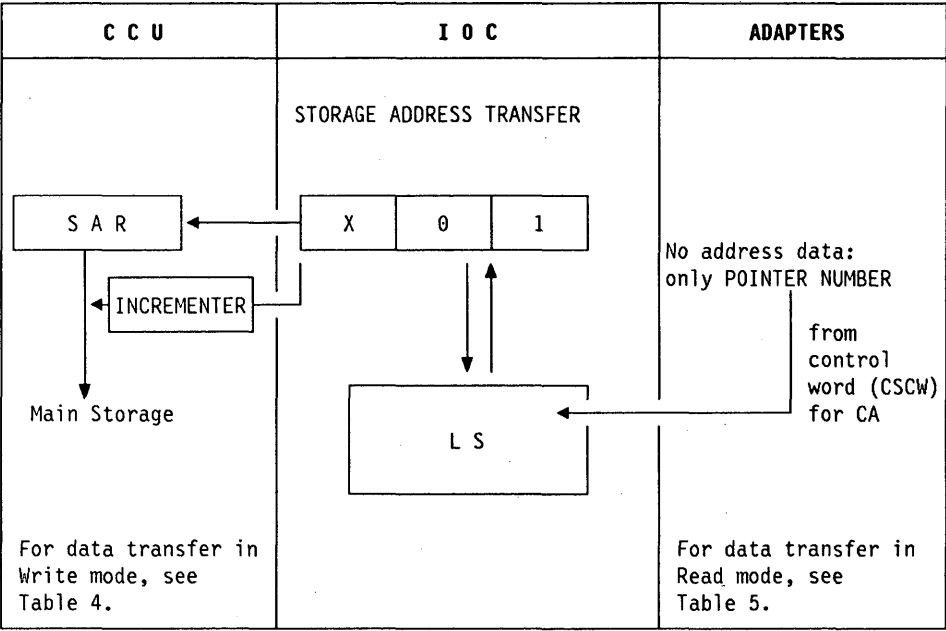 C C U
I O C
ADAPTERS
STORAGE ADDRESS TRANSFER
S A R
X
0
1
INCREMENTER
Main Storage
L S
No address data:
only POINTER NUMBER
from
control
word (CSCW)
for CA
For data transfer in
Write mode, see
Table 4.
For data transfer in
Read mode, see
Table 5.